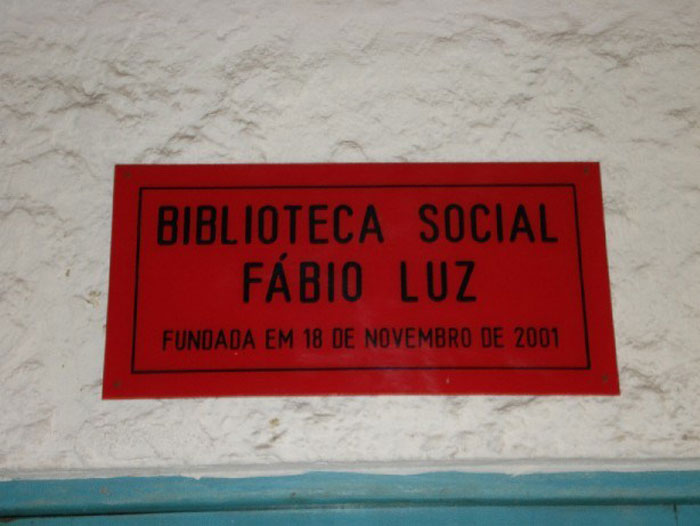 BIBLIOTECA SOCIAL
FÁBIO LUZ
FUNDADA EM 18 DE NOVEMBRO DE 2001